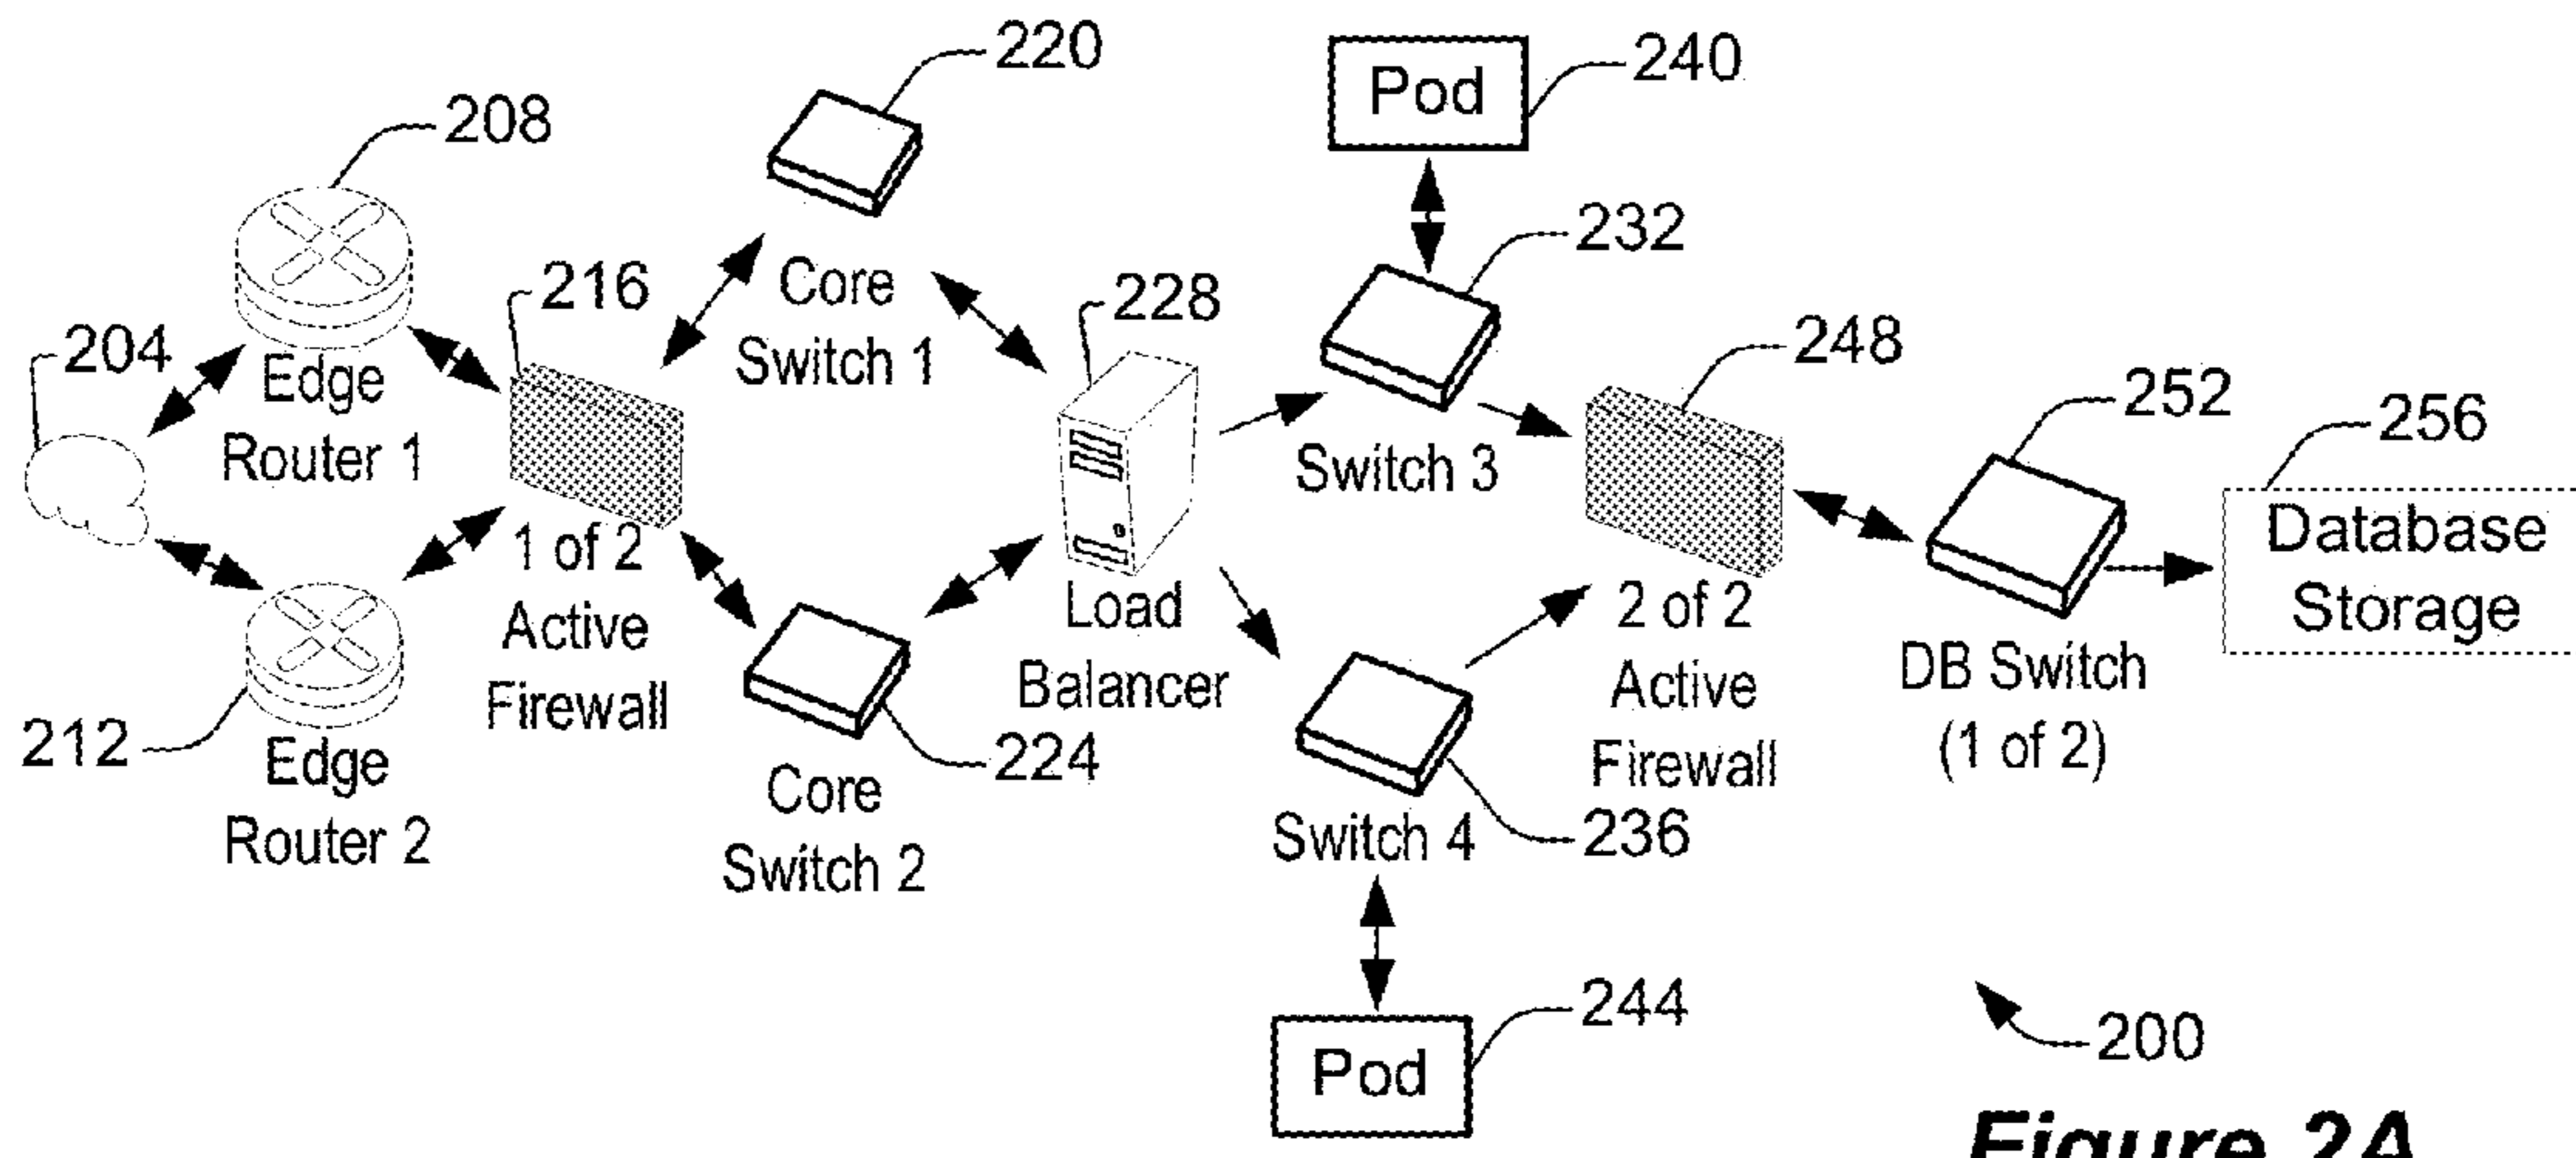 220
240
Pod
208
232
Core
Switch 1
216
228
204
Edge
Router 1
248
252
256
Switch 3
Database
Storage
1 of 2
Active
Firewall
Load
Balancer
2 of 2
Active
Firewall
DB Switch
(1 of 2)
212
Edge
Router 2
224
Core
Switch 2
Switch 4
236
244
Pod
200
Figure 2A